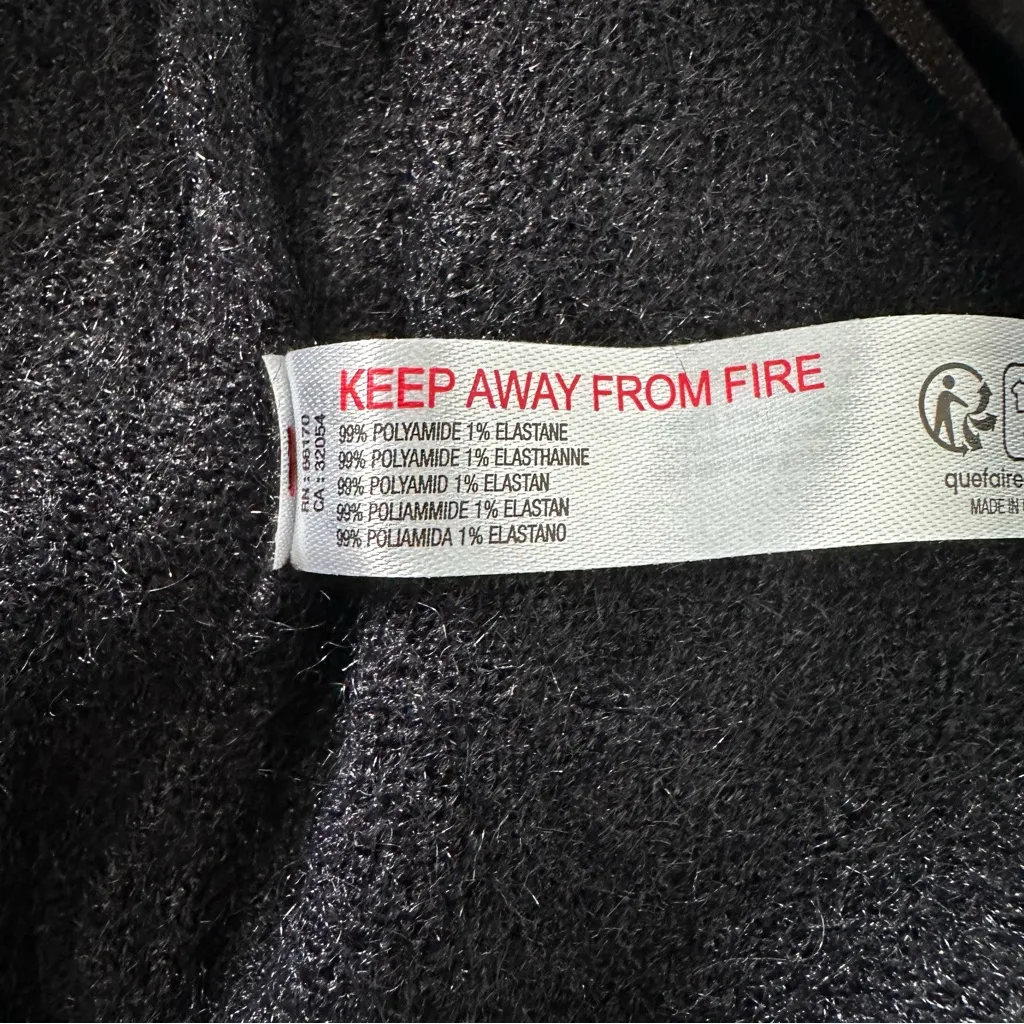 KEEP AWAY FROM FIRE
99% POLYAMIDE 1% ELASTANE
99% POLYAMIDE 1% ELASTHANNE
99% POLYAMID 1% ELASTAN
99% POLIAMMIDE 1% ELASTAN
99% POLIAMIDA 1% ELASTANO
RN :
CA : 32054
quefaire
MADE IN